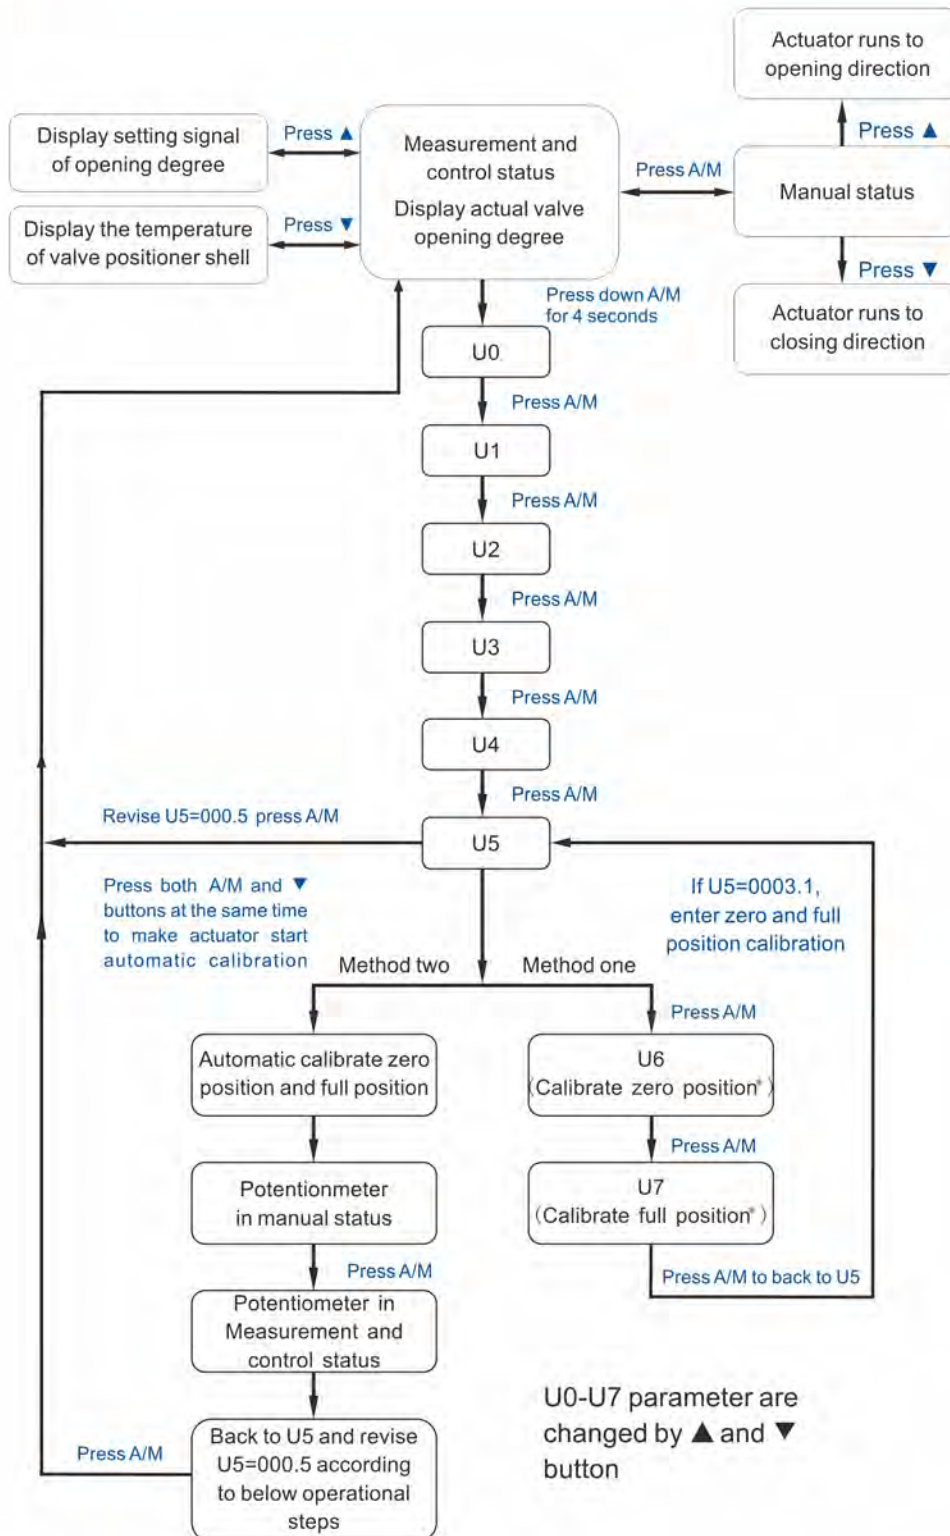 Actuator runs to
opening direction
Press ▲
Display setting signal
of opening degree
Press ▲
Measurement and
control status
Display actual valve
opening degree
Press A/M
Manual status
Display the temperature
of valve positioner shell
Press ▼
Press ▼
Actuator runs to
closing direction
Press down A/M
for 4 seconds
U0
Press A/M
U1
Press A/M
U2
Press A/M
U3
Press A/M
U4
Press A/M
U5
Revise U5=000.5 press A/M
Press both A/M and ▼
buttons at the same time
to make actuator start
automatic calibration
If U5=0003.1,
enter zero and full
position calibration
Method two
Method one
Press A/M
Automatic calibrate zero
position and full position
U6
(Calibrate zero position*)
Press A/M
Potentionmeter
in manual status
U7
(Calibrate full position*)
Press A/M
Press A/M to back to U5
Potentiometer in
Measurement and
control status
Back to U5 and revise
U5=000.5 according
to below operational
steps
Press A/M
U0-U7 parameter are
changed by ▲ and ▼
button